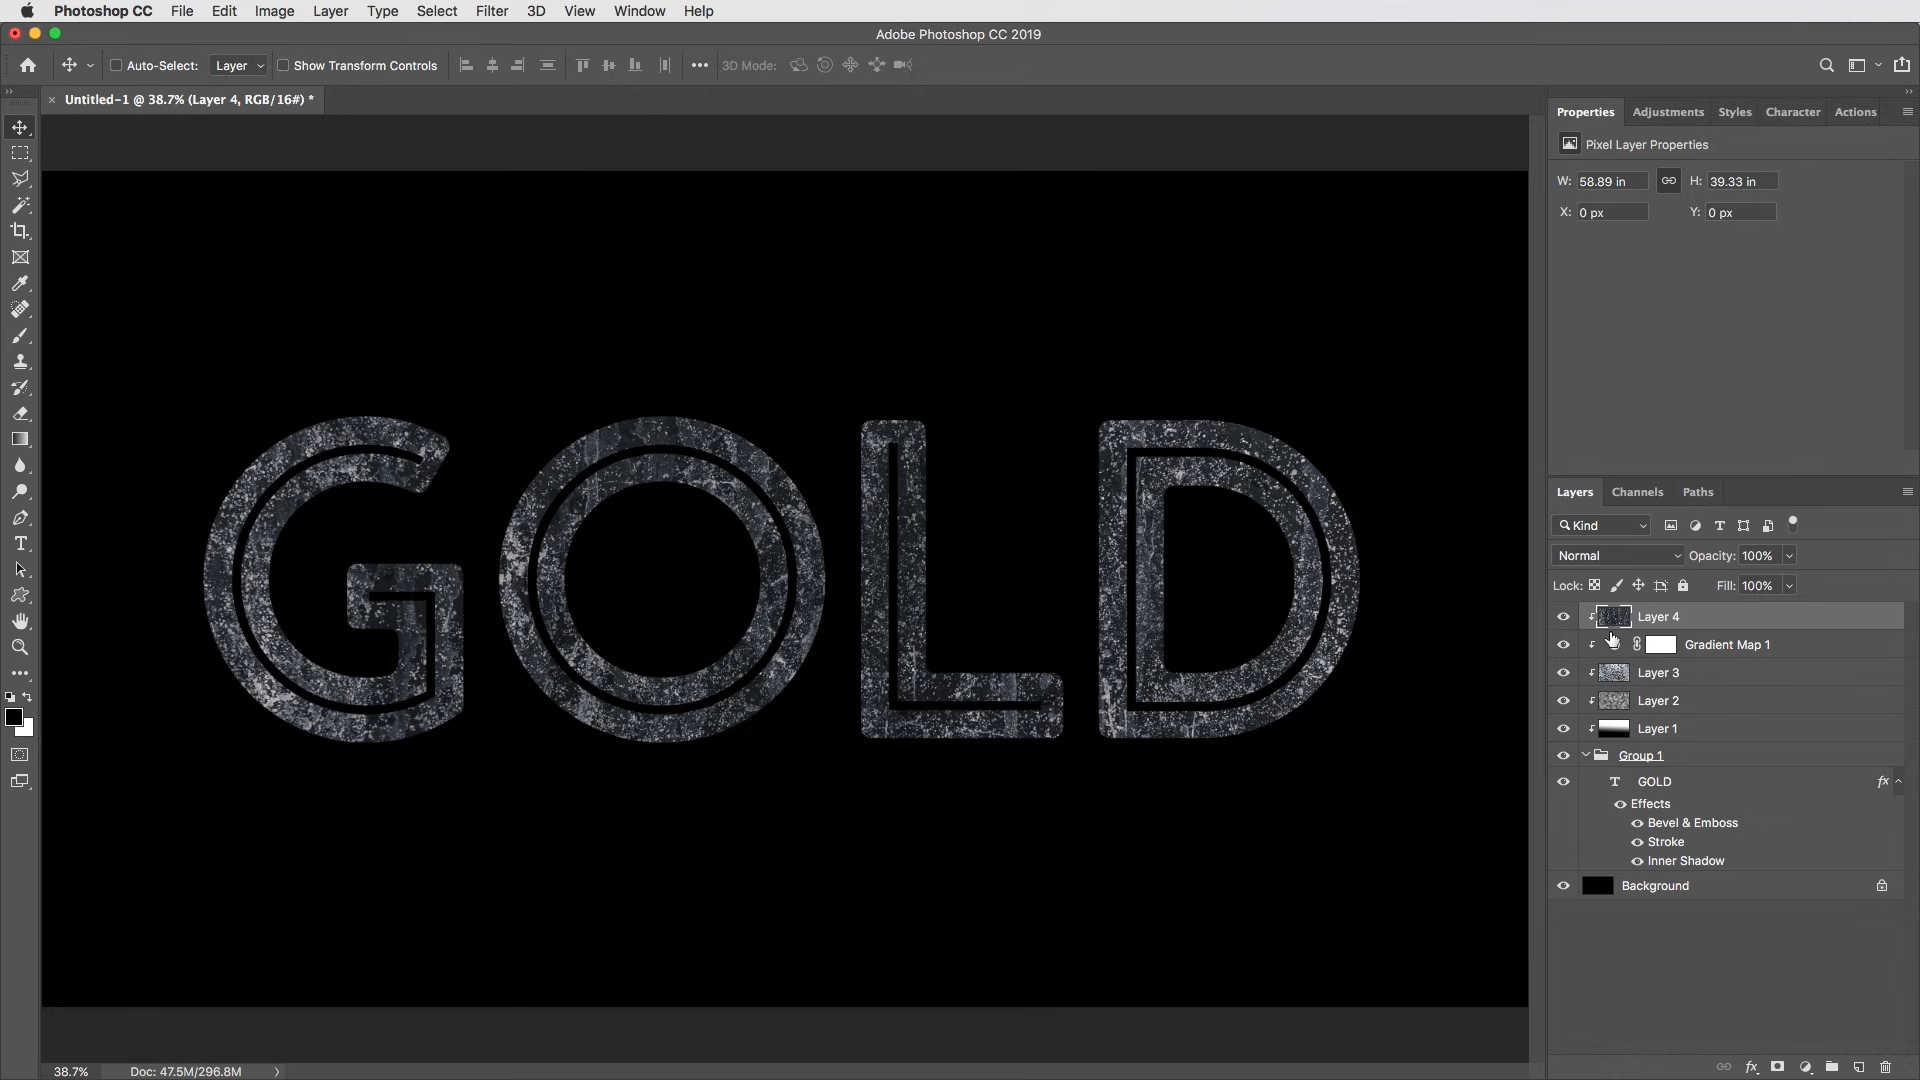 Photoshop CC File Edit Image Layer Type Select Filter 3D View Window Help
Adobe Photoshop CC 2019
Auto-Select: Layer Show Transform Controls 3D Mode:
Untitled-1 @ 38.7% (Layer 4, RGB/16#) *
Properties Adjustments Styles Character Actions
Pixel Layer Properties
W: 58.89 in H: 39.33 in
X: 0 px Y: 0 px
GOLD
Layers Channels Paths
Kind
Normal Opacity: 100%
Lock: Fill: 100%
Layer 4
Gradient Map 1
Layer 3
Layer 2
Layer 1
Group 1
T GOLD fx
Effects
Bevel & Emboss
Stroke
Inner Shadow
Background
38.7% Doc: 47.5M/296.8M
fx